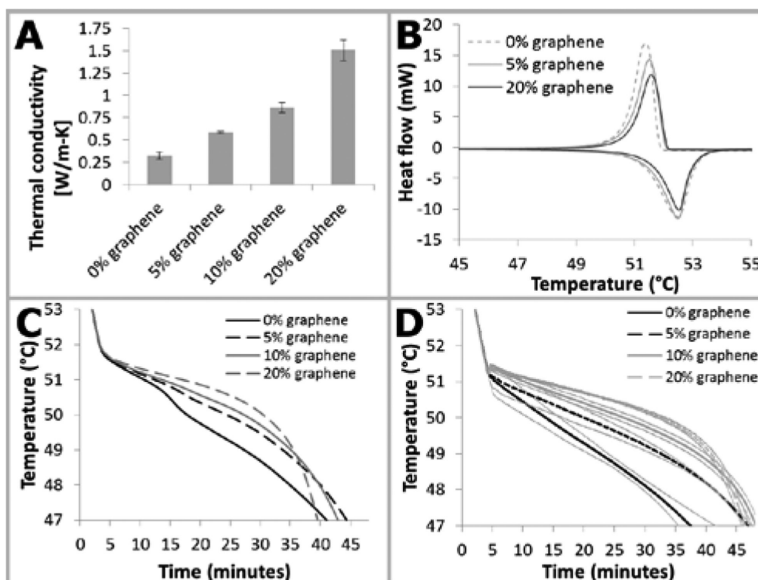 A
Thermal conductivity
[W/m-K]
1.75
1.5
1.25
1
0.75
0.5
0.25
0
0% graphene
5% graphene
10% graphene
20% graphene
B
Heat flow (mW)
20
15
10
5
0
-5
-10
-15
0% graphene
5% graphene
20% graphene
45
47
49
51
53
55
Temperature (°C)
C
Temperature (°C)
53
52
51
50
49
48
47
0% graphene
5% graphene
10% graphene
20% graphene
0
5
10
15
20
25
30
35
40
45
Time (minutes)
D
Temperature (°C)
53
52
51
50
49
48
47
0% graphene
5% graphene
10% graphene
20% graphene
0
5
10
15
20
25
30
35
40
45
Time (minutes)